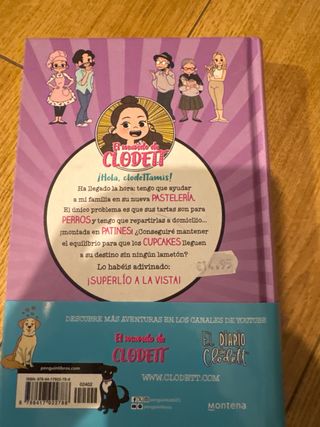 El mundo de
CLODETT
¡Hola, clodettamis!
Ha llegado la hora: tengo que ayudar
a mi familia en su nueva PASTELERÍA.
El único problema es que sus tartas son para
PERROS y tengo que repartirlas a domicilio...
¡montada en PATINES! ¿Conseguiré mantener
el equilibrio para que los CUPCAKES lleguen
a su destino sin ningún lametón?
Lo habéis adivinado:
¡SUPERLÍO A LA VISTA!
€14,95
DESCUBRE MÁS AVENTURAS EN LOS CANALES DE YOUTUBE
El mundo de
CLODETT
EL DIARIO
de
Clodett
WWW.CLODETT.COM
penguinlibros.com
penguinlibros
montena